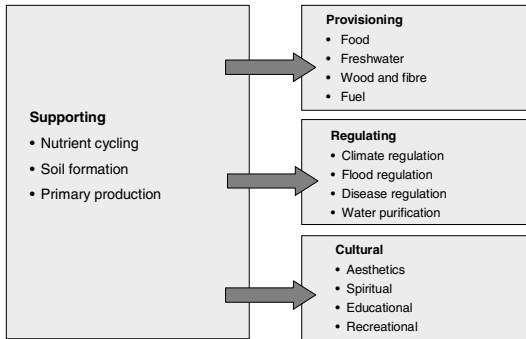 Supporting
• Nutrient cycling
• Soil formation
• Primary production
Provisioning
• Food
• Freshwater
• Wood and fibre
• Fuel
Regulating
• Climate regulation
• Flood regulation
• Disease regulation
• Water purification
Cultural
• Aesthetics
• Spiritual
• Educational
• Recreational